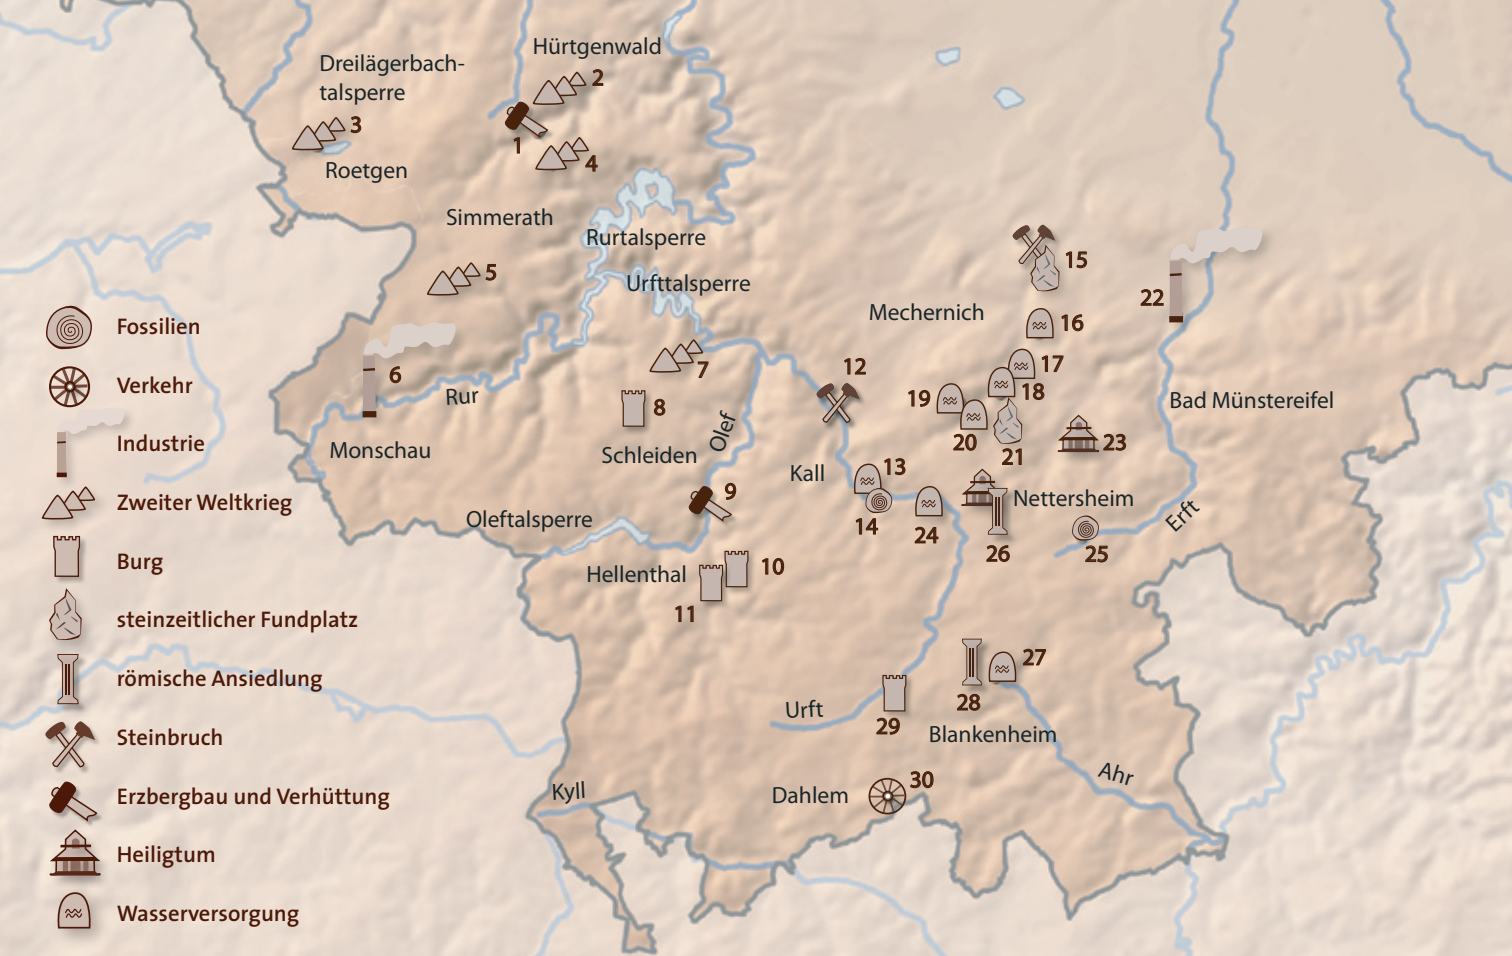 Hürtgenwald
Dreilägerbach-
talsperre
2
3
1
4
Roetgen
Simmerath
Rurtalsperre
5
Urfttalsperre
15
22
Mechernich
16
6
7
12
17
18
19
20
21
Rur
8
Olef
Bad Münstereifel
23
Monschau
Schleiden
Kall
13
14
9
24
Nettersheim
26
25
Erft
Oleftalsperre
Hellenthal
10
11
27
28
Urft
29
Blankenheim
Ahr
Kyll
Dahlem
30
Fossilien
Verkehr
Industrie
Zweiter Weltkrieg
Burg
steinzeitlicher Fundplatz
römische Ansiedlung
Steinbruch
Erzbergbau und Verhüttung
Heiligtum
Wasserversorgung